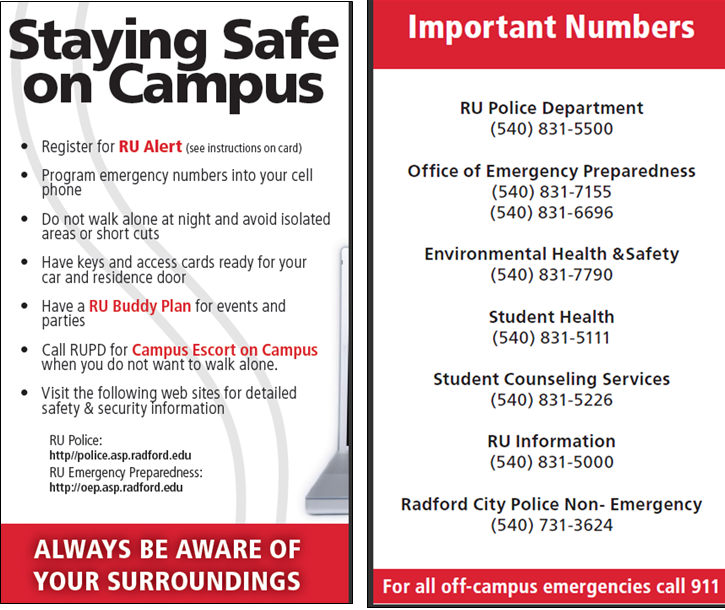 Staying Safe
on Campus
• Register for RU Alert (see instructions on card)
• Program emergency numbers into your cell
phone
• Do not walk alone at night and avoid isolated
areas or short cuts
• Have keys and access cards ready for your
car and residence door
• Have a RU Buddy Plan for events and
parties
• Call RUPD for Campus Escort on Campus
when you do not want to walk alone.
• Visit the following web sites for detailed
safety & security information
RU Police:
http//police.asp.radford.edu
RU Emergency Preparedness:
http://oep.asp.radford.edu
ALWAYS BE AWARE OF
YOUR SURROUNDINGS
Important Numbers
RU Police Department
(540) 831-5500
Office of Emergency Preparedness
(540) 831-7155
(540) 831-6696
Environmental Health &Safety
(540) 831-7790
Student Health
(540) 831-5111
Student Counseling Services
(540) 831-5226
RU Information
(540) 831-5000
Radford City Police Non- Emergency
(540) 731-3624
For all off-campus emergencies call 911